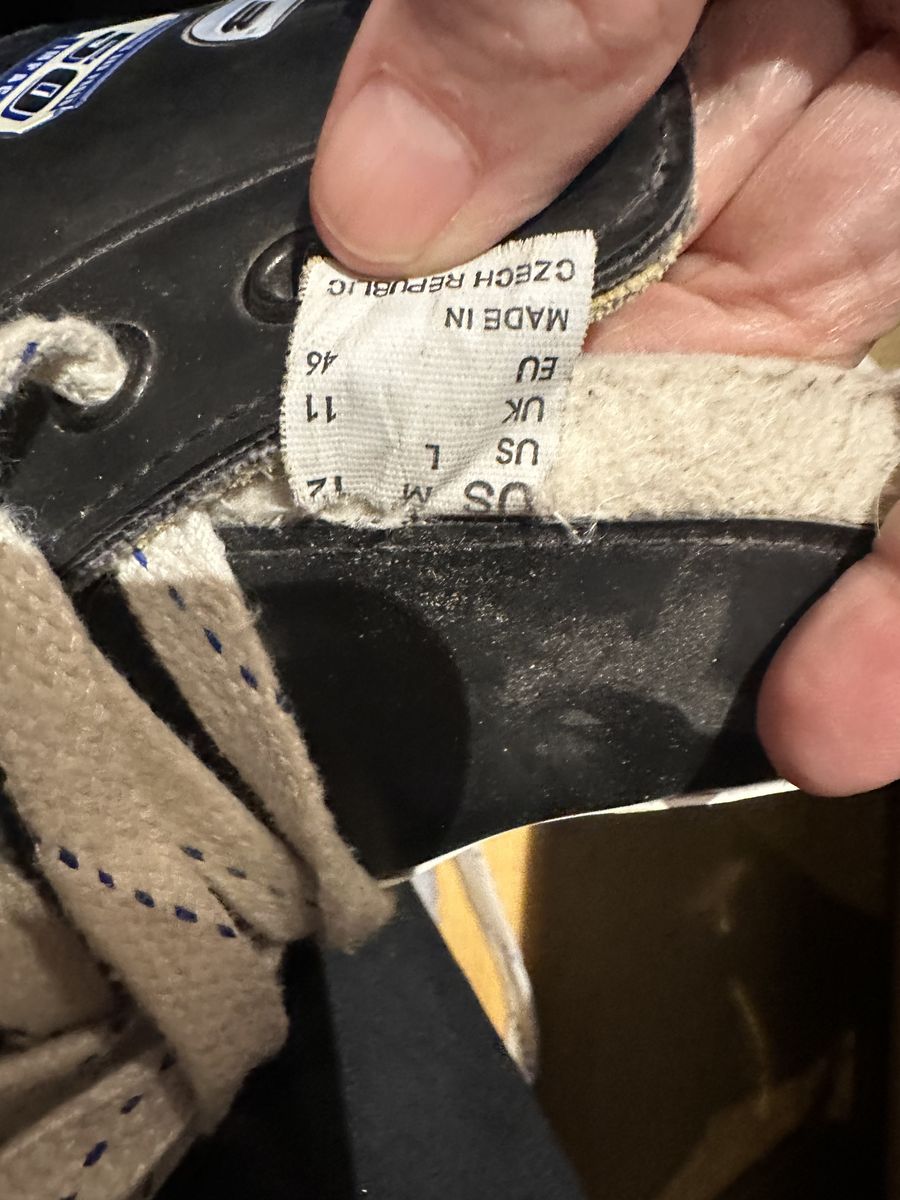 US M 12
US L
UK 11
EU 46
MADE IN
CZECH REPUBLIC